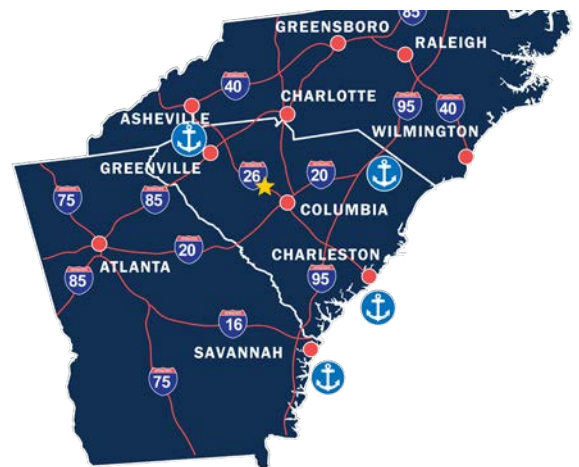 85
GREENSBORO
RALEIGH
40
CHARLOTTE
95
40
ASHEVILLE
WILMINGTON
GREENVILLE
26
20
75
85
COLUMBIA
20
CHARLESTON
ATLANTA
85
95
16
SAVANNAH
75